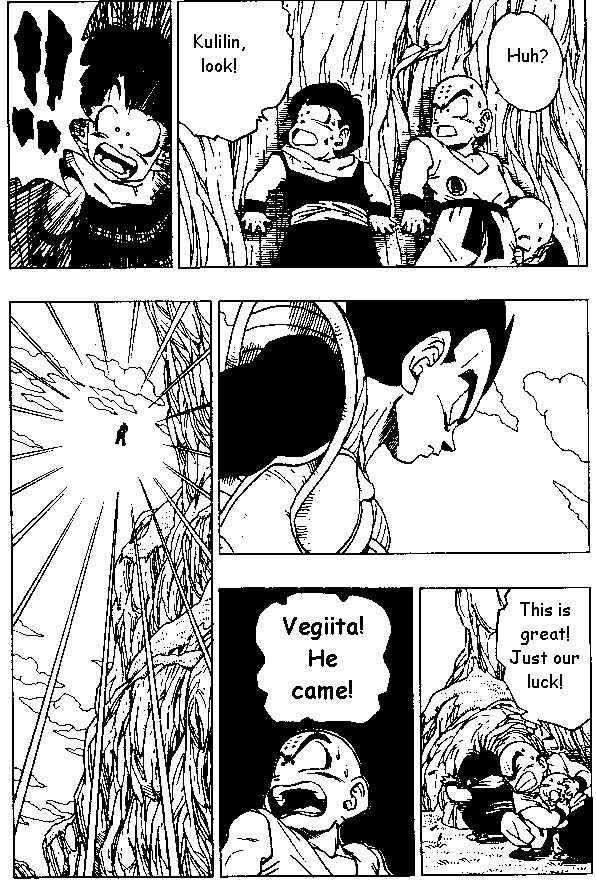 Kulilin,
look!
Huh?
Vegiita!
He
came!
This is
great!
Just our
luck!